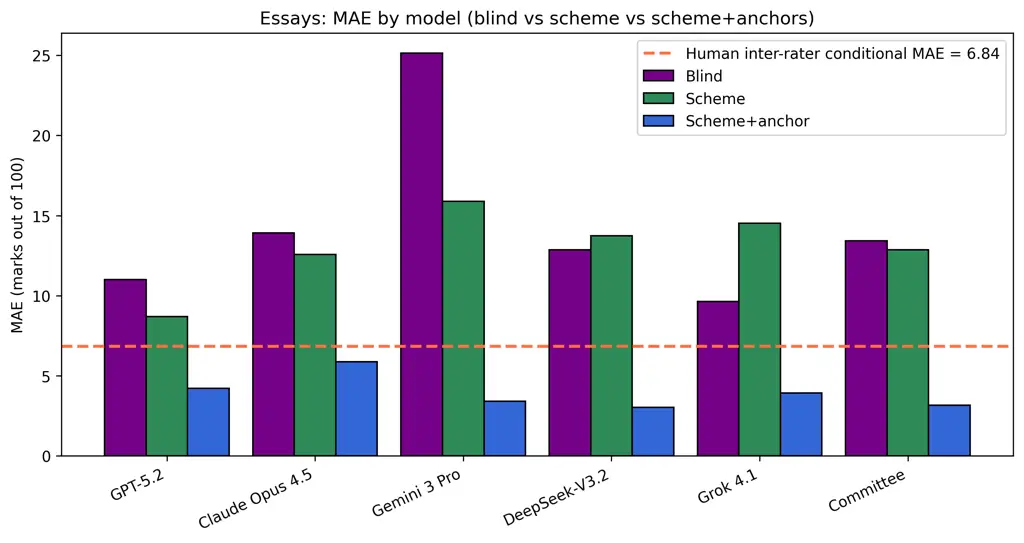 Essays: MAE by model (blind vs scheme vs scheme+anchors)
Human inter-rater conditional MAE = 6.84
Blind
Scheme
Scheme+anchor
MAE (marks out of 100)
25
20
15
10
5
0
GPT-5.2
Claude Opus 4.5
Gemini 3 Pro
DeepSeek-V3.2
Grok 4.1
Committee